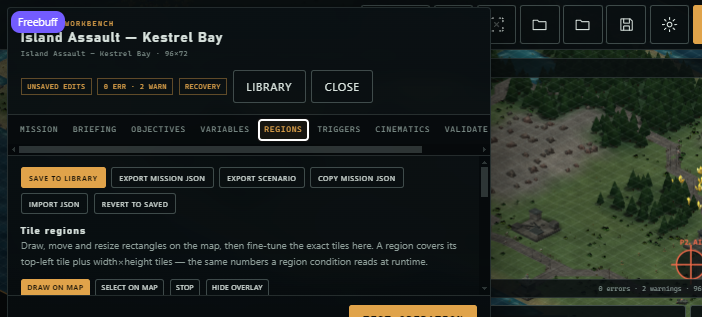 Freebuff
WORKBENCH
Island Assault — Kestrel Bay
Island Assault — Kestrel Bay · 96×72
UNSAVED EDITS
0 ERR · 2 WARN
RECOVERY
LIBRARY
CLOSE
MISSION BRIEFING OBJECTIVES VARIABLES REGIONS TRIGGERS CINEMATICS VALIDATE
SAVE TO LIBRARY
EXPORT MISSION JSON
EXPORT SCENARIO
COPY MISSION JSON
IMPORT JSON
REVERT TO SAVED
Tile regions
Draw, move and resize rectangles on the map, then fine-tune the exact tiles here. A region covers its
top-left tile plus width×height tiles — the same numbers a region condition reads at runtime.
DRAW ON MAP
SELECT ON MAP
STOP
HIDE OVERLAY
P2 AI
0 errors · 2 warnings · 96